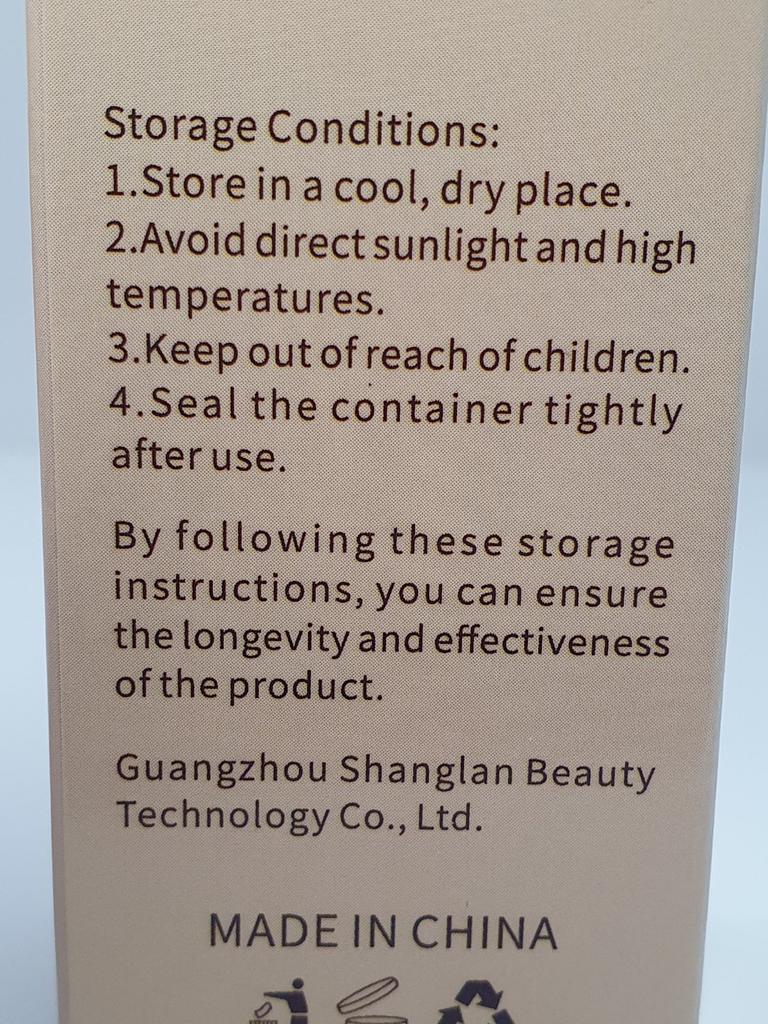 Storage Conditions:
1.Store in a cool, dry place.
2.Avoid direct sunlight and high
temperatures.
3.Keep out of reach of children.
4.Seal the container tightly
after use.
By following these storage
instructions, you can ensure
the longevity and effectiveness
of the product.
Guangzhou Shanglan Beauty
Technology Co., Ltd.
MADE IN CHINA